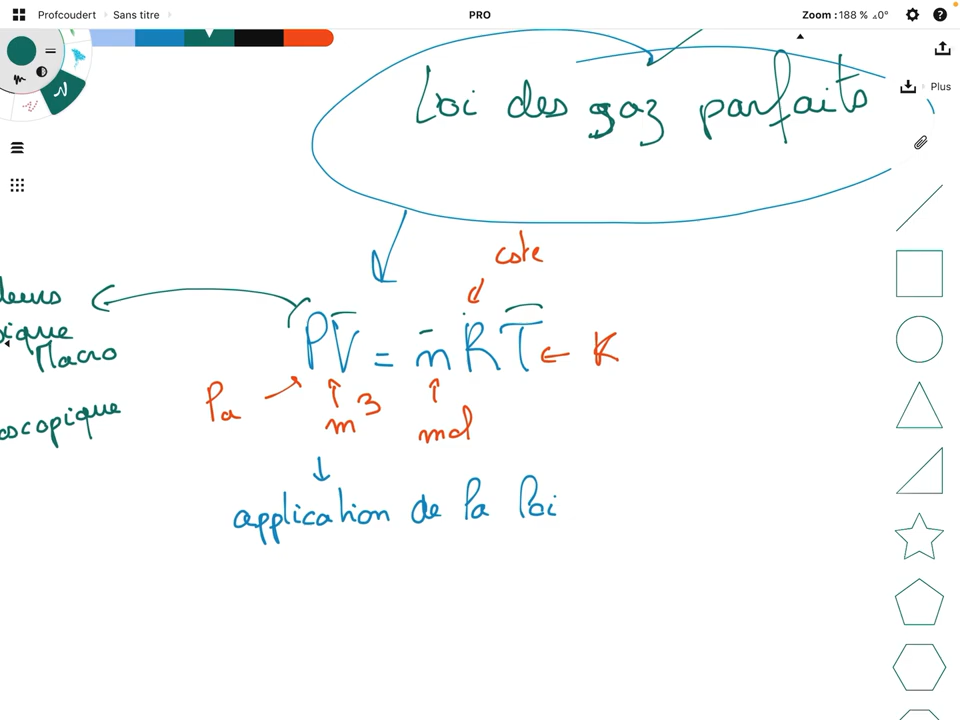 Profcoudert Sans titre PRO Zoom : 188 % ⦟0°
Plus
Loi des gaz parfaits
cste
PV = nRT ← K
Macro
Pa
m³
mol
application de la loi